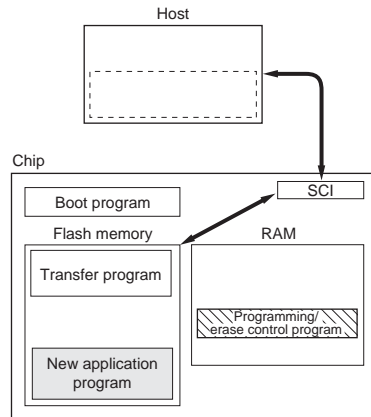 Host
Chip
SCI
Boot program
Flash memory
RAM
Transfer program
Programming/
erase control program
New application
program